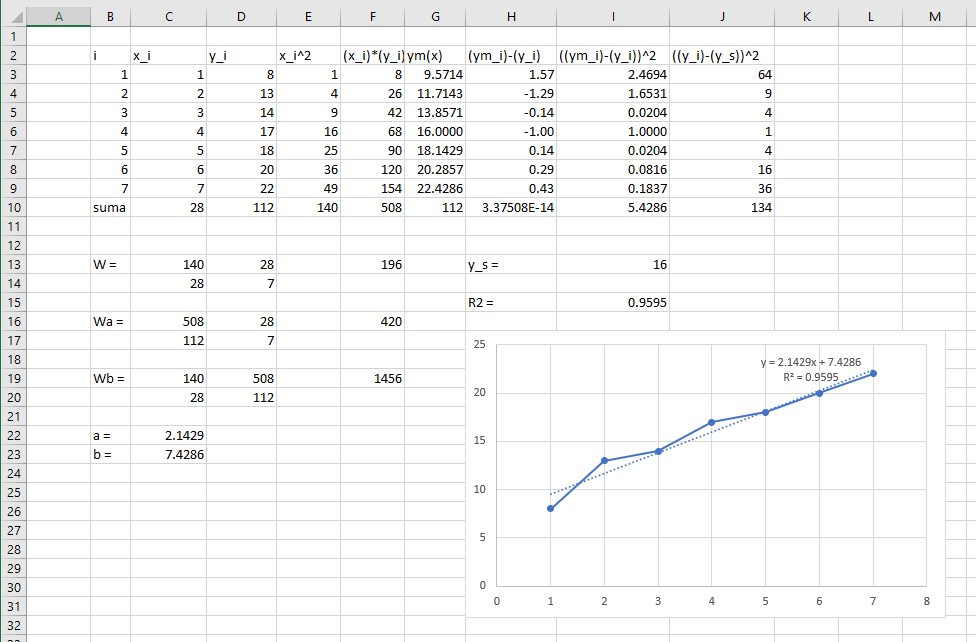 A B C D E F G H I J K L M
1
2 i x_i y_i x_i^2 (x_i)*(y_i) ym(x) (ym_i)-(y_i) ((ym_i)-(y_i))^2 ((y_i)-(y_s))^2
3 1 1 8 1 8 9.5714 1.57 2.4694 64
4 2 2 13 4 26 11.7143 -1.29 1.6531 9
5 3 3 14 9 42 13.8571 -0.14 0.0204 4
6 4 4 17 16 68 16.0000 -1.00 1.0000 1
7 5 5 18 25 90 18.1429 0.14 0.0204 4
8 6 6 20 36 120 20.2857 0.29 0.0816 16
9 7 7 22 49 154 22.4286 0.43 0.1837 36
10 suma 28 112 140 508 112 3.37508E-14 5.4286 134
11
12
13 W = 140 28 196 y_s = 16
14 28 7
15 R2 = 0.9595
16 Wa = 508 28 420
17 112 7
18 25
19 Wb = 140 508 1456
20 28 112
21
22 a = 2.1429
23 b = 7.4286
24
25
26
27
28
29
30
31
32
y = 2.1429x + 7.4286
R² = 0.9595
20
15
10
5
0
0 1 2 3 4 5 6 7 8